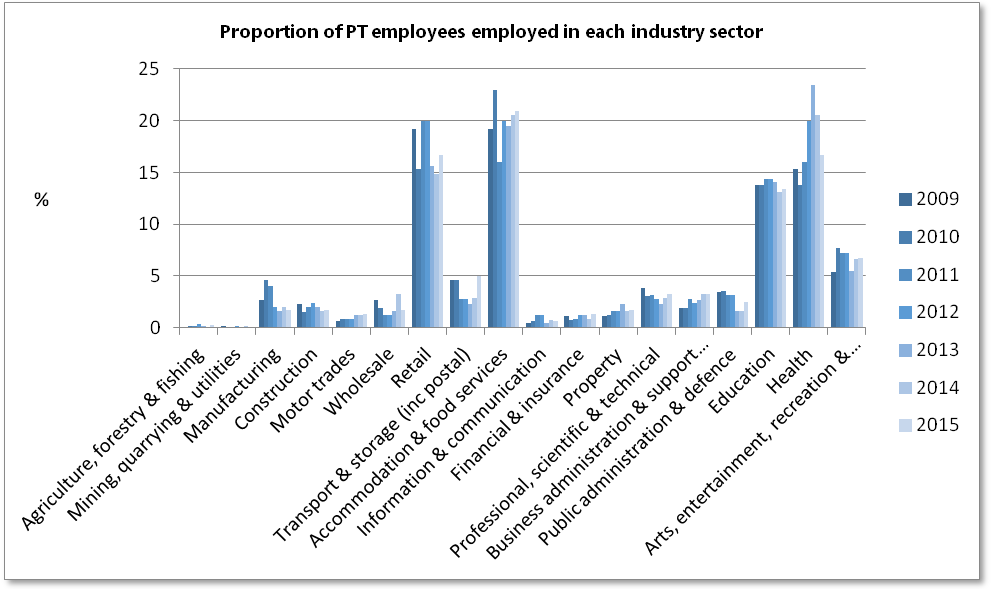 Proportion of PT employees employed in each industry sector
25
20
15
10
5
0
%
Agriculture, forestry & fishing
Mining, quarrying & utilities
Manufacturing
Construction
Motor trades
Wholesale
Retail
Transport & storage (inc postal)
Accommodation & food services
Information & communication
Financial & insurance
Property
Professional, scientific & technical
Business administration & support...
Public administration & defence
Education
Health
Arts, entertainment, recreation &...
2009
2010
2011
2012
2013
2014
2015